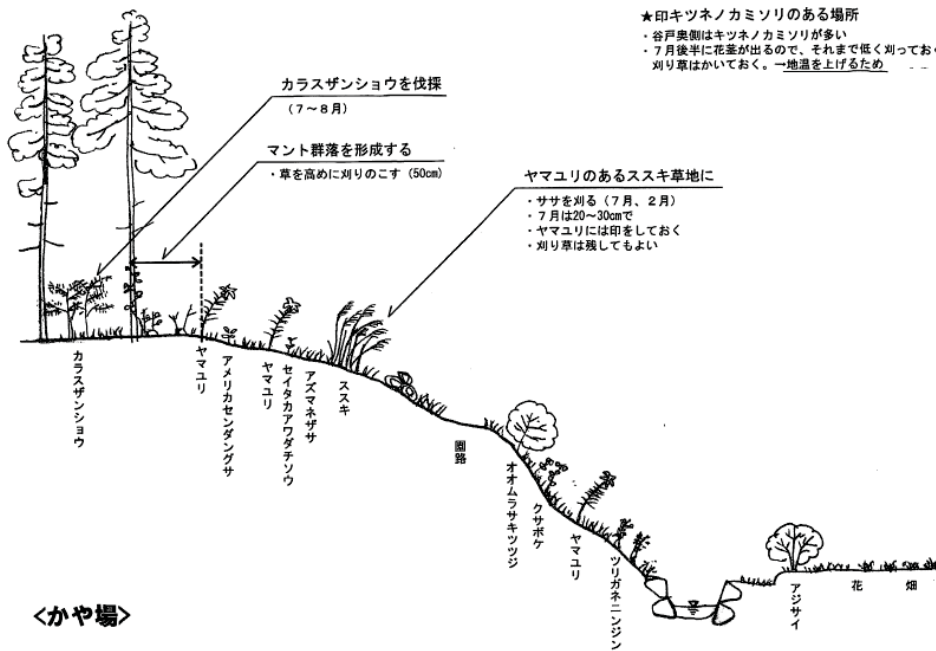 ★印キツネノカミソリのある場所
・谷戸奥側はキツネノカミソリが多い
・7月後半に花茎が出るので、それまで低く刈っておく
刈り草はかいておく。→地温を上げるため
カラスザンショウを伐採
(7~8月)
マント群落を形成する
・草を高めに刈りのこす (50cm)
ヤマユリのあるススキ草地に
・ササを刈る (7月、2月)
・7月は20~30cmで
・ヤマユリには印をしておく
・刈り草は残してもよい
カラスザンショウ
ヤマユリ
アメリカセンダングサ
ヤマユリ
セイタカアワダチソウ
アズマネザサ
ススキ
園路
オオムラサキツツジ
クサボケ
ヤマユリ
ツリガネニンジン
アジサイ
花 畑
<かや場>